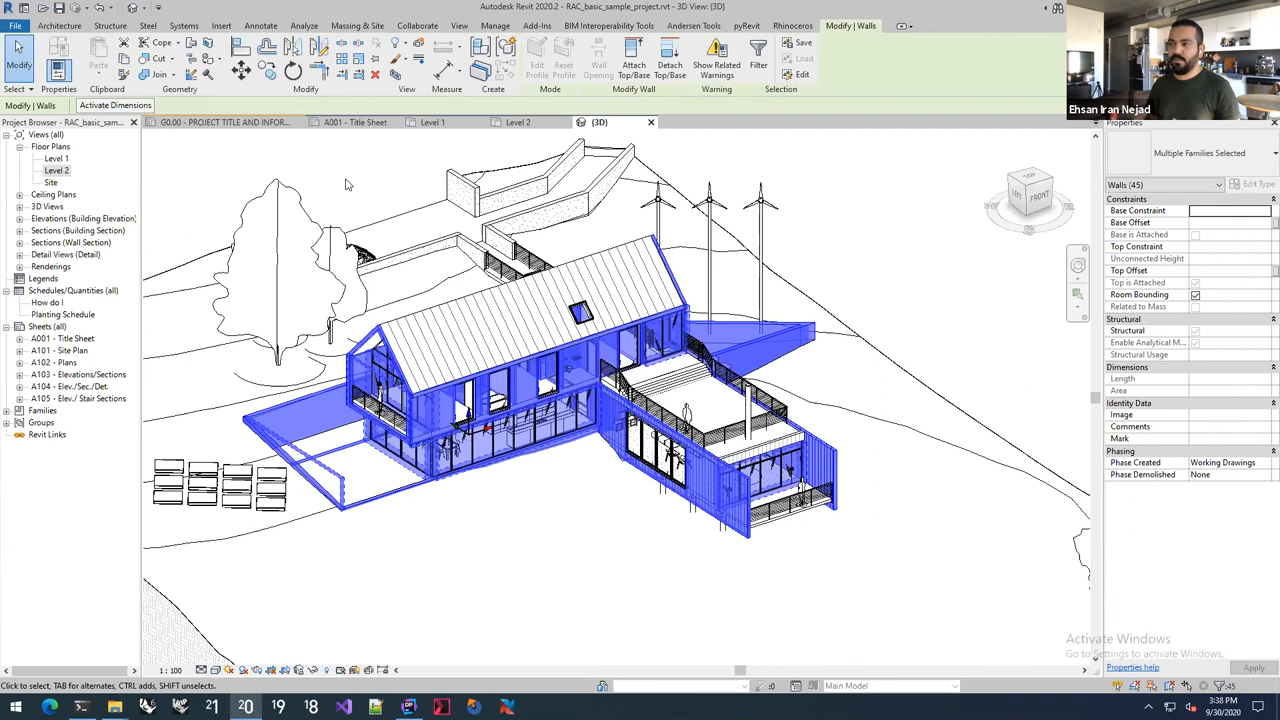 Autodesk Revit 2020.2 - RAC_basic_sample_project.rvt - 3D View: {3D}
File Architecture Structure Steel Systems Insert Annotate Analyze Massing & Site Collaborate View Manage Add-Ins BIM Interoperability Tools Andersen Tools pyRevit Rhinoceros Modify | Walls
Modify
Properties
Paste
Cope
Cut
Join
Edit Profile
Reset Profile
Wall Opening
Attach Top/Base
Detach Top/Base
Show Related Warnings
Filter
Save
Load
Edit
Select Properties Clipboard Geometry Modify View Measure Create Mode Modify Wall Warning Selection
Ehsan Iran Nejad
Modify | Walls Activate Dimensions
Project Browser - RAC_basic_sam...
G0.00 - PROJECT TITLE AND INFOR...
A001 - Title Sheet
Level 1
Level 2
{3D}
Views (all)
Floor Plans
Level 1
Level 2
Site
Ceiling Plans
3D Views
Elevations (Building Elevation)
Sections (Building Section)
Sections (Wall Section)
Detail Views (Detail)
Renderings
Legends
Schedules/Quantities (all)
How do I
Planting Schedule
Sheets (all)
A001 - Title Sheet
A101 - Site Plan
A102 - Plans
A103 - Elevations/Sections
A104 - Elev./Sec./Det.
A105 - Elev./ Stair Sections
Families
Groups
Revit Links
TOP
LEFT
FRONT
Properties
Multiple Families Selected
Walls (45)
Edit Type
Constraints
Base Constraint
Base Offset
Base is Attached
Top Constraint
Unconnected Height
Top Offset
Top is Attached
Room Bounding
Related to Mass
Structural
Structural
Enable Analytical M...
Structural Usage
Dimensions
Length
Area
Identity Data
Image
Comments
Mark
Phasing
Phase Created Working Drawings
Phase Demolished None
Activate Windows
Go to Settings to activate Windows.
Properties help
Apply
1 : 100
Click to select, TAB for alternates, CTRL adds, SHIFT unselects.
:0
Main Model
:45
21 20 19 18
3:38 PM
9/30/2020